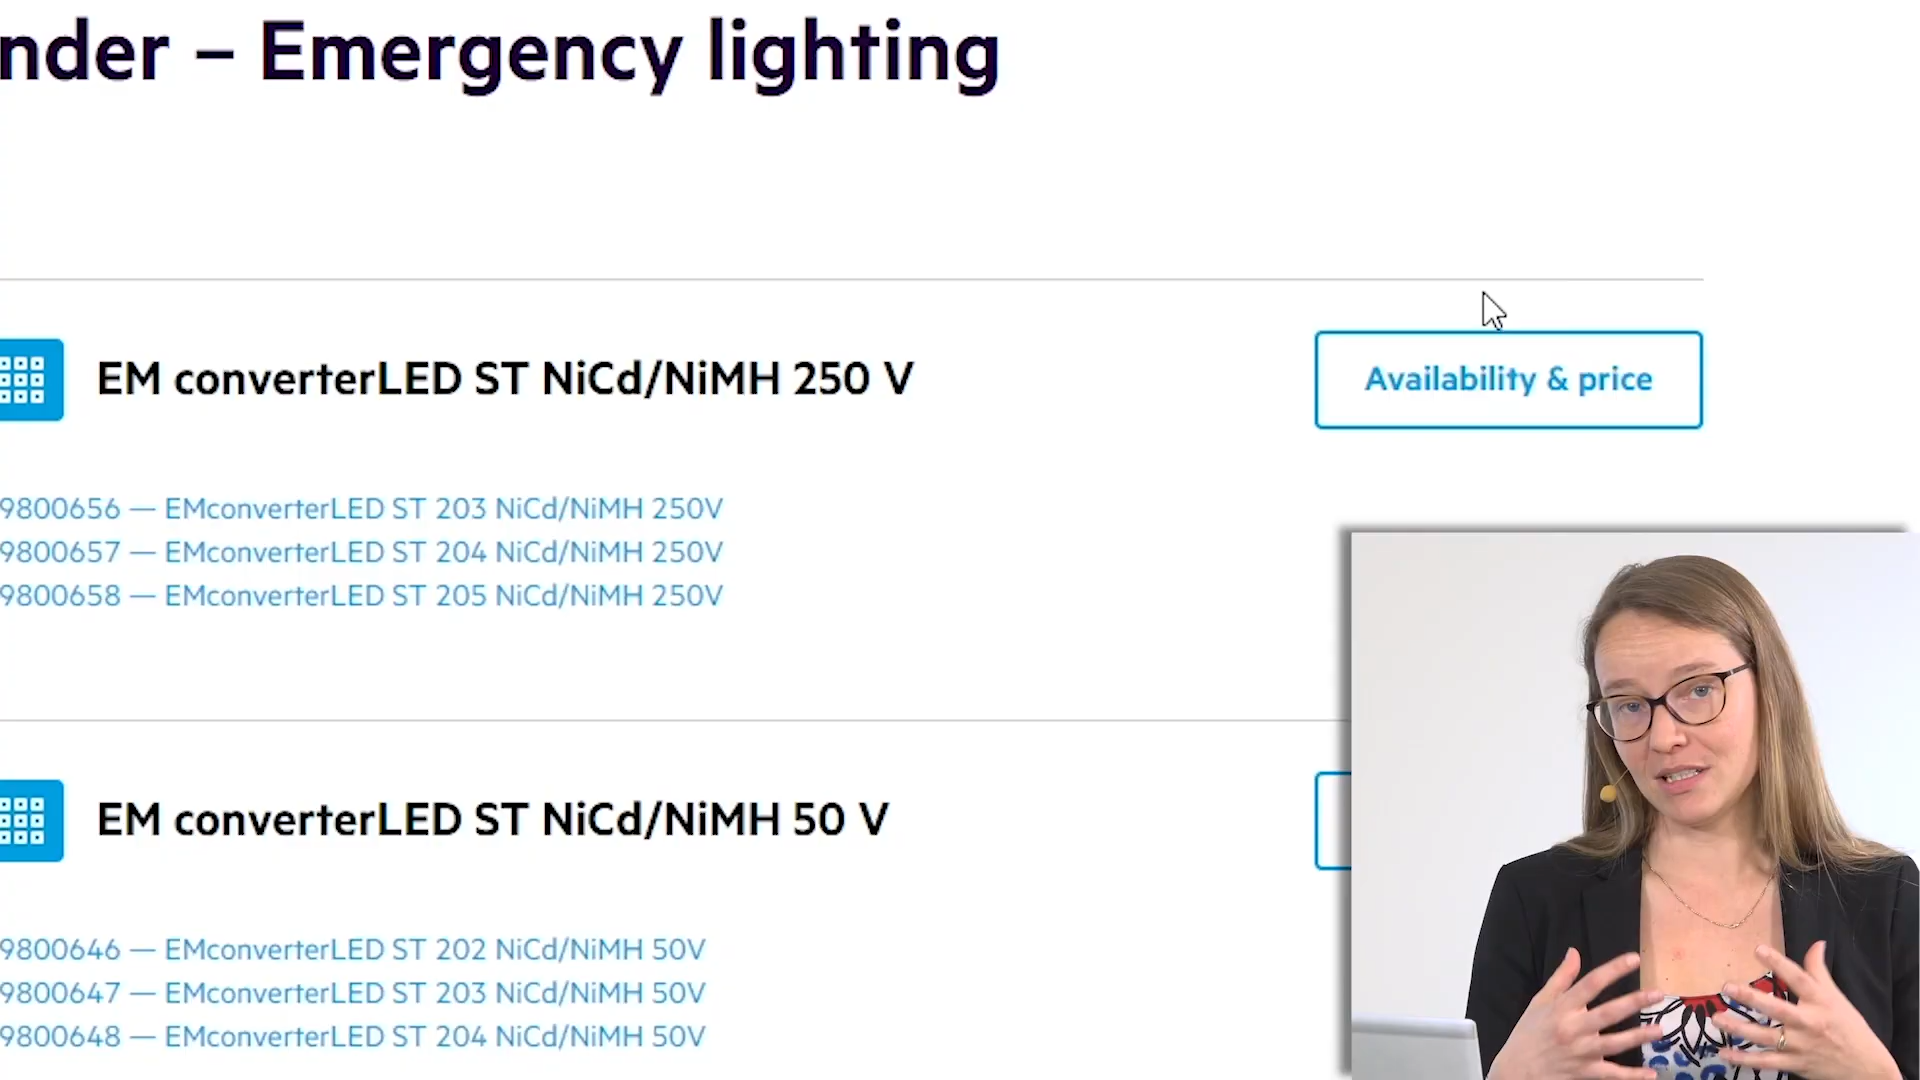 nder – Emergency lighting
EM converterLED ST NiCd/NiMH 250 V
Availability & price
9800656 — EMconverterLED ST 203 NiCd/NiMH 250V
9800657 — EMconverterLED ST 204 NiCd/NiMH 250V
9800658 — EMconverterLED ST 205 NiCd/NiMH 250V
EM converterLED ST NiCd/NiMH 50 V
9800646 — EMconverterLED ST 202 NiCd/NiMH 50V
9800647 — EMconverterLED ST 203 NiCd/NiMH 50V
9800648 — EMconverterLED ST 204 NiCd/NiMH 50V